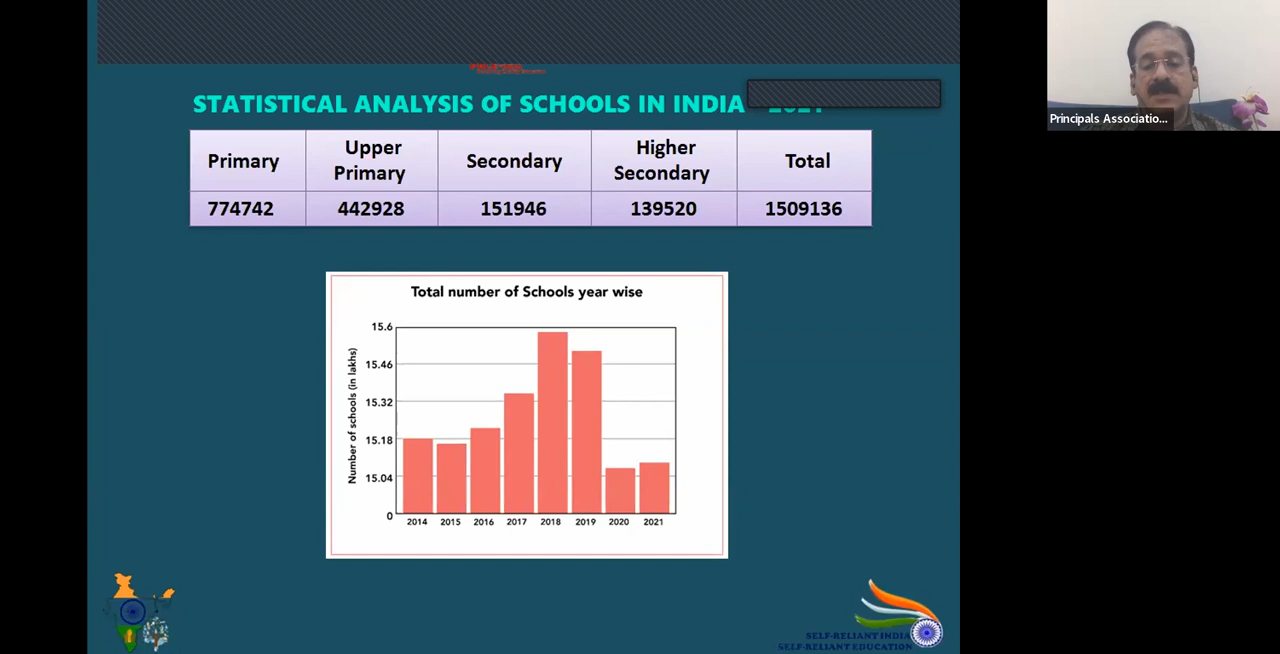 STATISTICAL ANALYSIS OF SCHOOLS IN INDIA
Primary
Upper
Primary
Secondary
Higher
Secondary
Total
774742
442928
151946
139520
1509136
Total number of Schools year wise
Number of schools (in lakhs)
15.6
15.46
15.32
15.18
15.04
0
2014
2015
2016
2017
2018
2019
2020
2021
SELF-RELIANT INDIA
SELF-RELIANT EDUCATION
Principals Associatio...